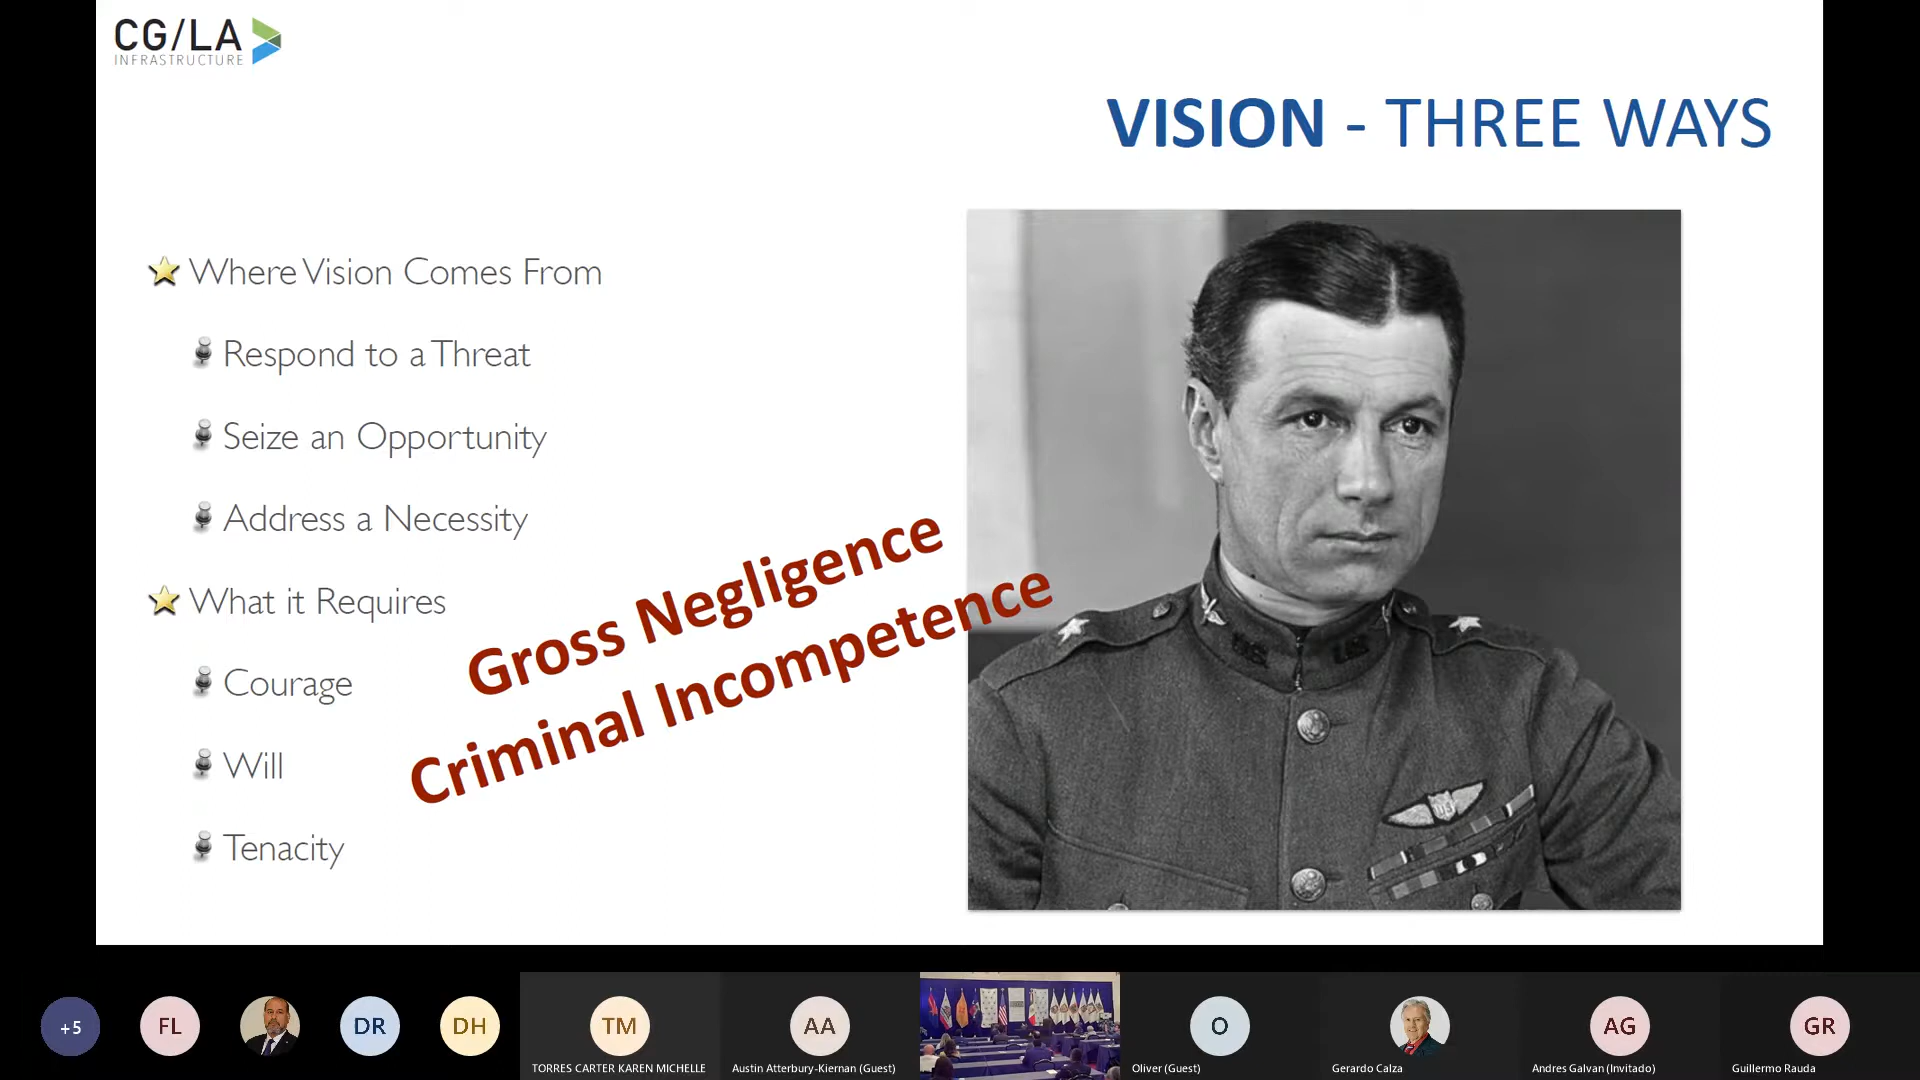 CG/LA
INFRASTRUCTURE
VISION - THREE WAYS
Where Vision Comes From
Respond to a Threat
Seize an Opportunity
Address a Necessity
What it Requires
Courage
Will
Tenacity
Gross Negligence
Criminal Incompetence
+5
FL
DR
DH
TM
TORRES CARTER KAREN MICHELLE
AA
Austin Atterbury-Kiernan (Guest)
O
Oliver (Guest)
Gerardo Calza
AG
Andres Galvan (Invitado)
GR
Guillermo Rauda